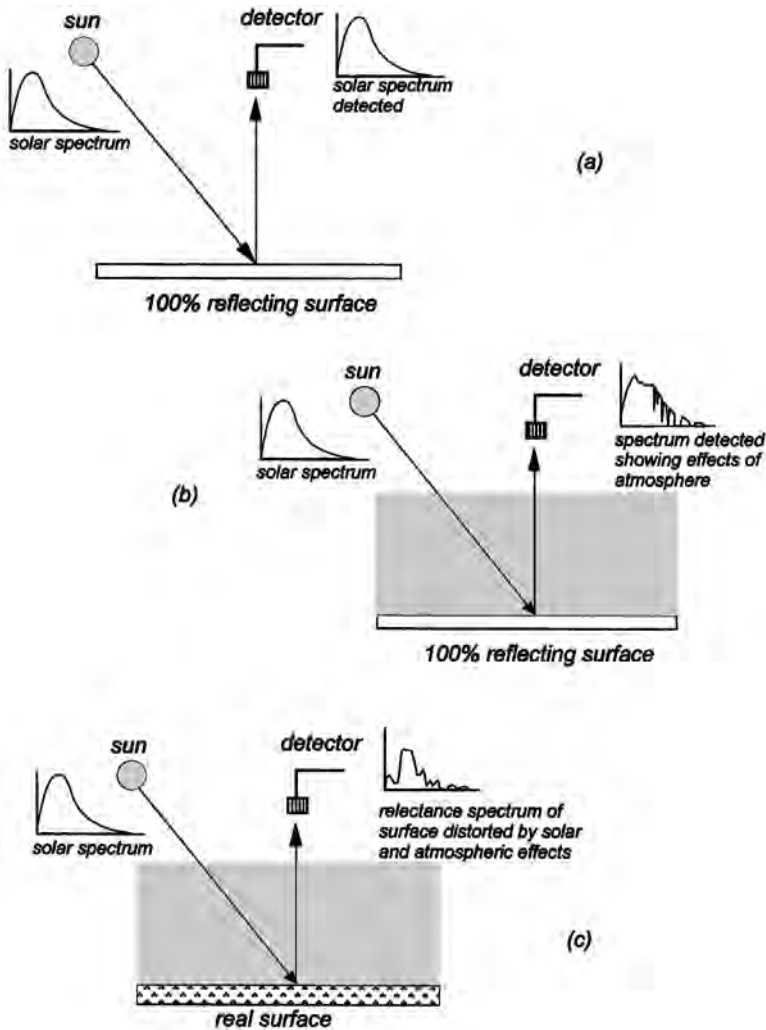 sun
detector
solar spectrum
detected
solar spectrum
(a)
100% reflecting surface
sun
detector
solar spectrum
spectrum detected
showing effects of
atmosphere
(b)
100% reflecting surface
sun
detector
solar spectrum
relectance spectrum of
surface distorted by solar
and atmospheric effects
(c)
real surface